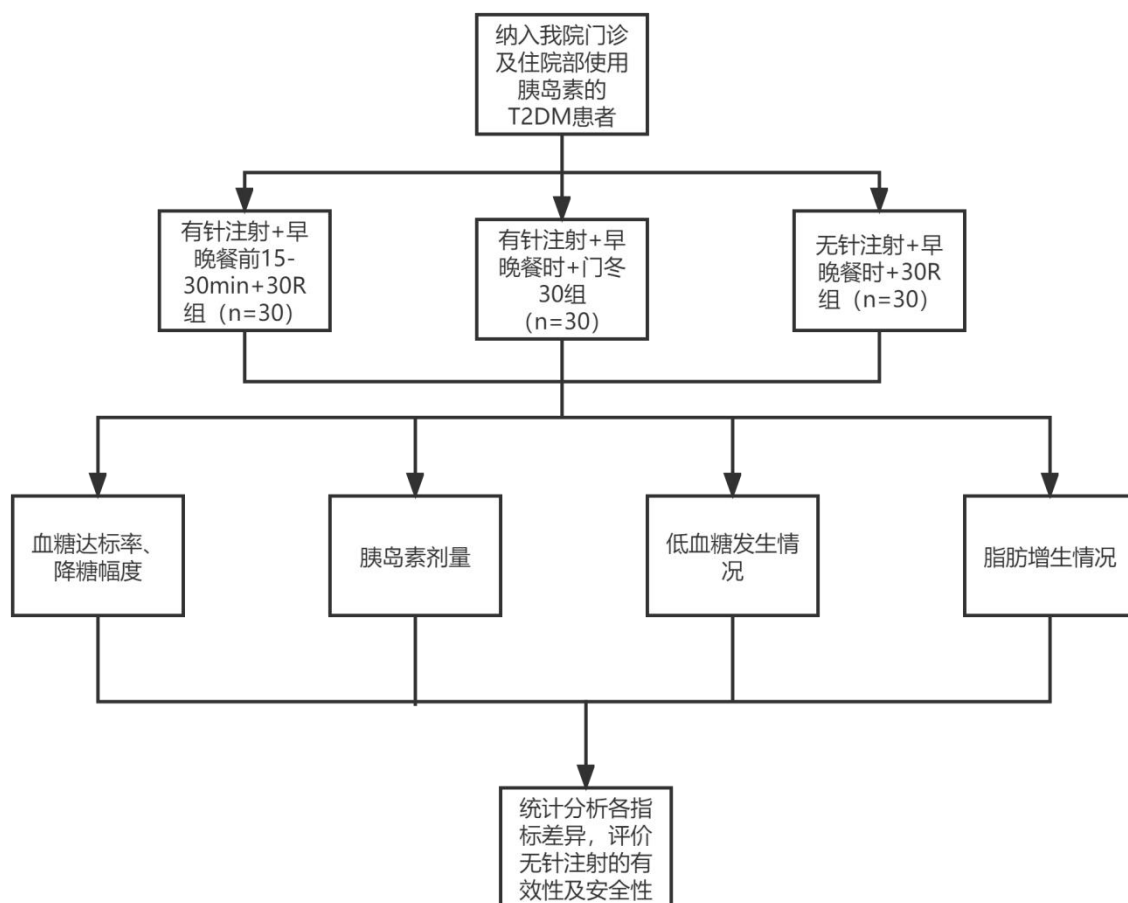 纳入我院门诊
及住院部使用
胰岛素的
T2DM患者
有针注射+早
晚餐前15-
30min+30R
组（n=30）
有针注射+早
晚餐时+门冬
30组
（n=30）
无针注射+早
晚餐时+30R
组（n=30）
血糖达标率、
降糖幅度
胰岛素剂量
低血糖发生情
况
脂肪增生情况
统计分析各指
标差异，评价
无针注射的有
效性及安全性